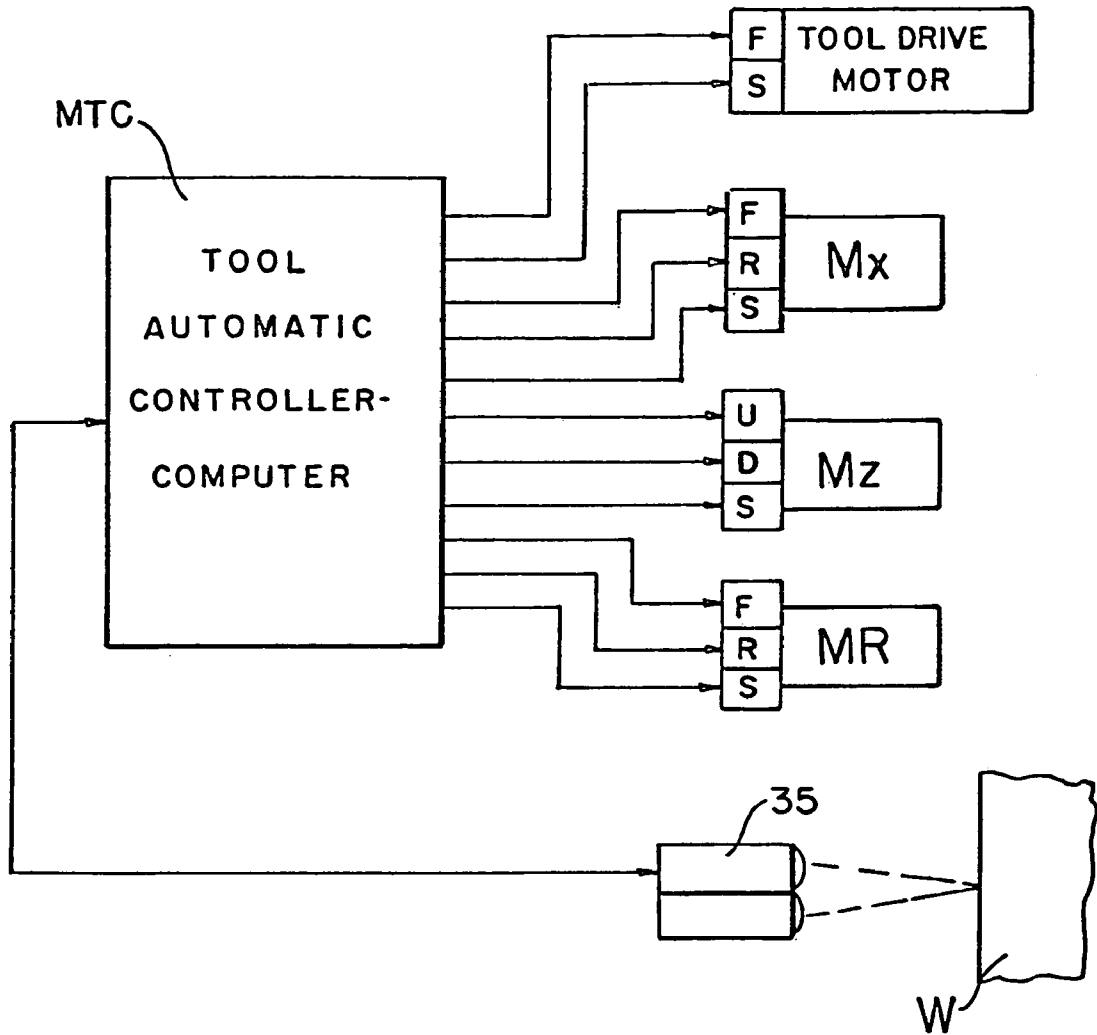 F
TOOL DRIVE
S
MOTOR
MTC
TOOL
AUTOMATIC
CONTROLLER-
COMPUTER
F
R
S
Mx
U
D
S
Mz
F
R
S
MR
35
W